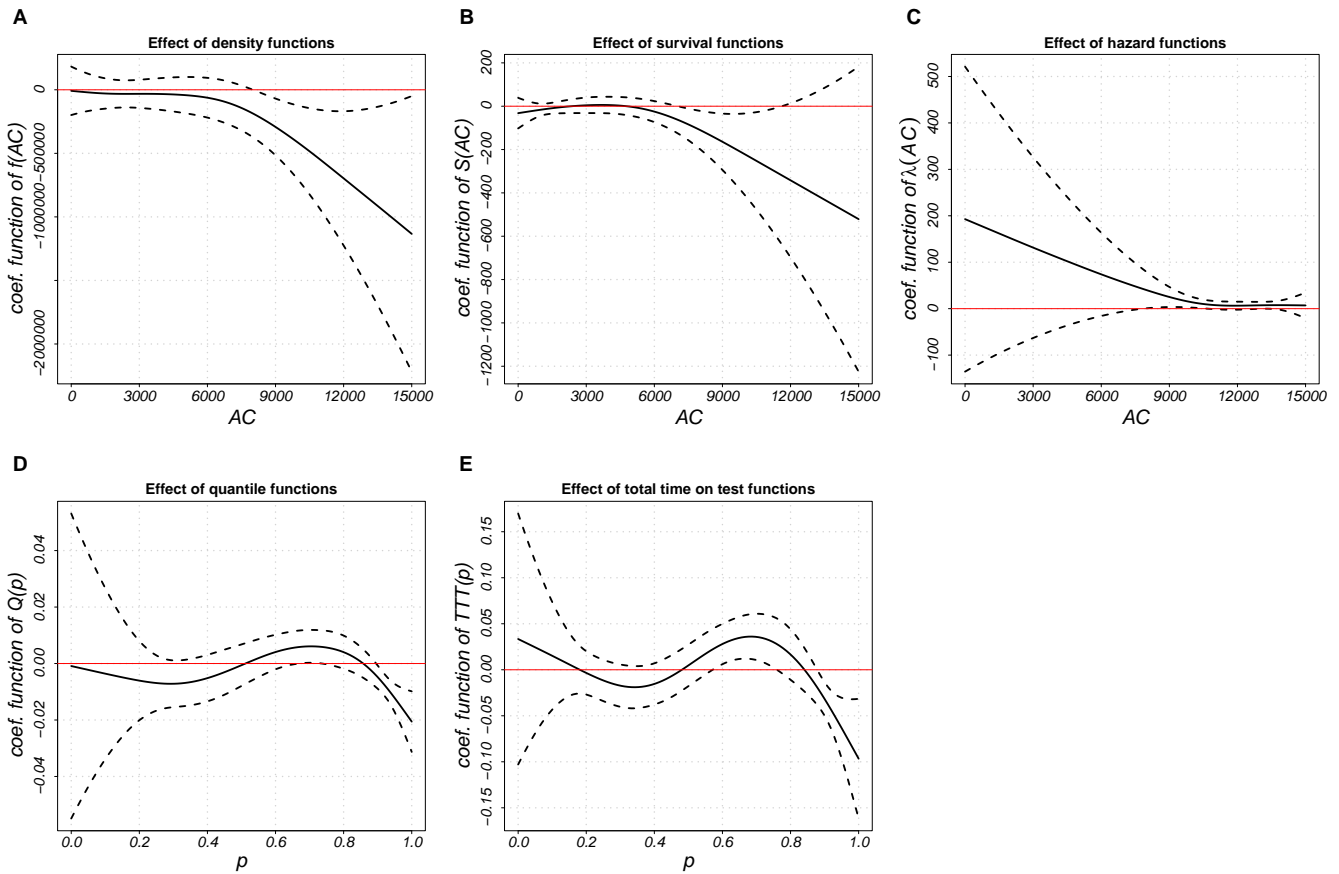 A
Effect of density functions
coef. function of f(AC)
0
−500000
−1000000
−2000000
0 3000 6000 9000 12000 15000
AC
B
Effect of survival functions
coef. function of S(AC)
200
0
−200
−400
−600
−800
−1000
−1200
0 3000 6000 9000 12000 15000
AC
C
Effect of hazard functions
coef. function of λ(AC)
500
400
300
200
100
0
−100
0 3000 6000 9000 12000 15000
AC
D
Effect of quantile functions
coef. function of Q(p)
0.04
0.02
0.00
−0.02
−0.04
0.0 0.2 0.4 0.6 0.8 1.0
p
E
Effect of total time on test functions
coef. function of TTT(p)
0.15
0.10
0.05
0.00
−0.05
−0.10
−0.15
0.0 0.2 0.4 0.6 0.8 1.0
p